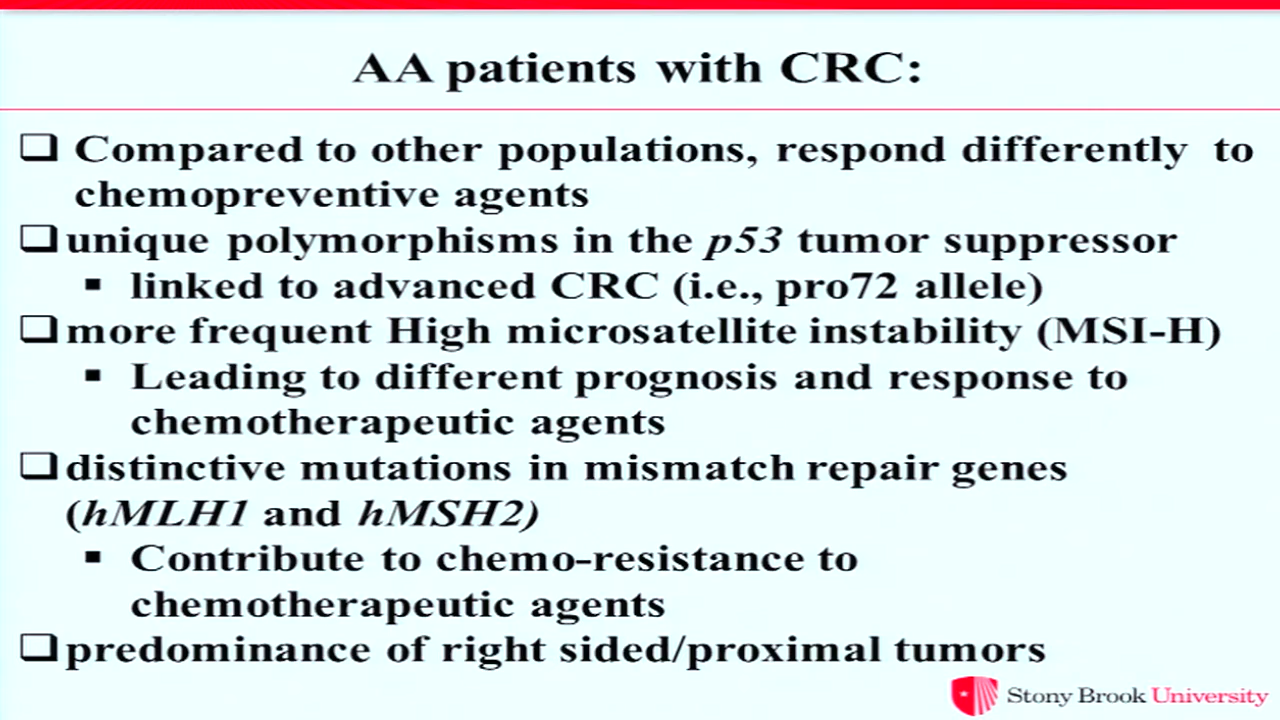 AA patients with CRC:
❑ Compared to other populations, respond differently to
chemopreventive agents
❑ unique polymorphisms in the p53 tumor suppressor
▪ linked to advanced CRC (i.e., pro72 allele)
❑ more frequent High microsatellite instability (MSI-H)
▪ Leading to different prognosis and response to
chemotherapeutic agents
❑ distinctive mutations in mismatch repair genes
(hMLH1 and hMSH2)
▪ Contribute to chemo-resistance to
chemotherapeutic agents
❑ predominance of right sided/proximal tumors
Stony Brook University